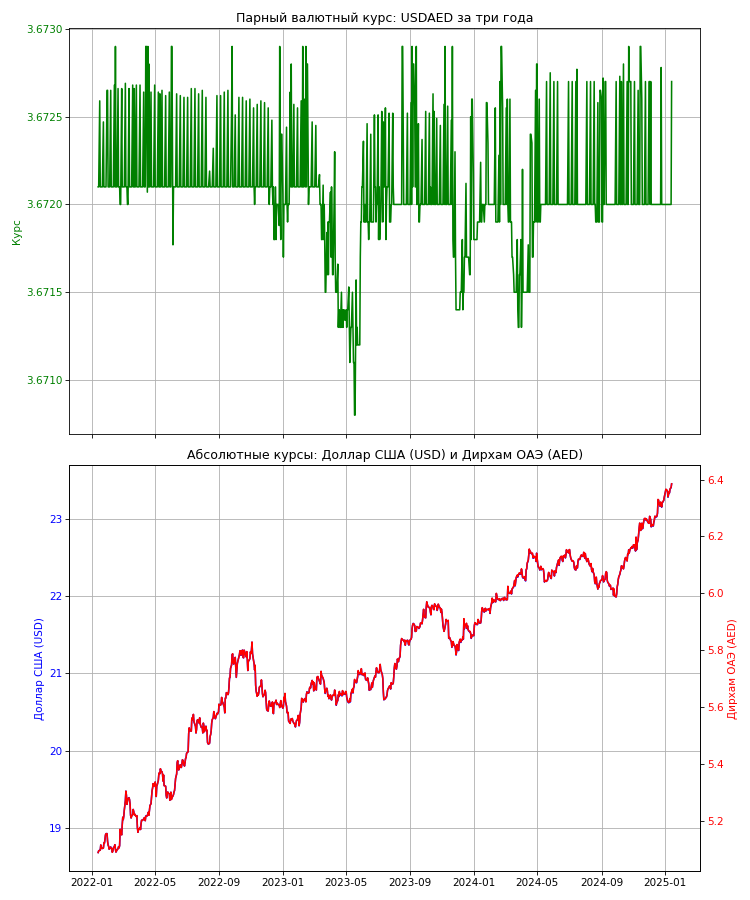 Парный валютный курс: USDAED за три года
3.6730
3.6725
3.6720
3.6715
3.6710
Курс
Абсолютные курсы: Доллар США (USD) и Дирхам ОАЭ (AED)
23
22
21
20
19
Доллар США (USD)
6.4
6.2
6.0
5.8
5.6
5.4
5.2
Дирхам ОАЭ (AED)
2022-01 2022-05 2022-09 2023-01 2023-05 2023-09 2024-01 2024-05 2024-09 2025-01